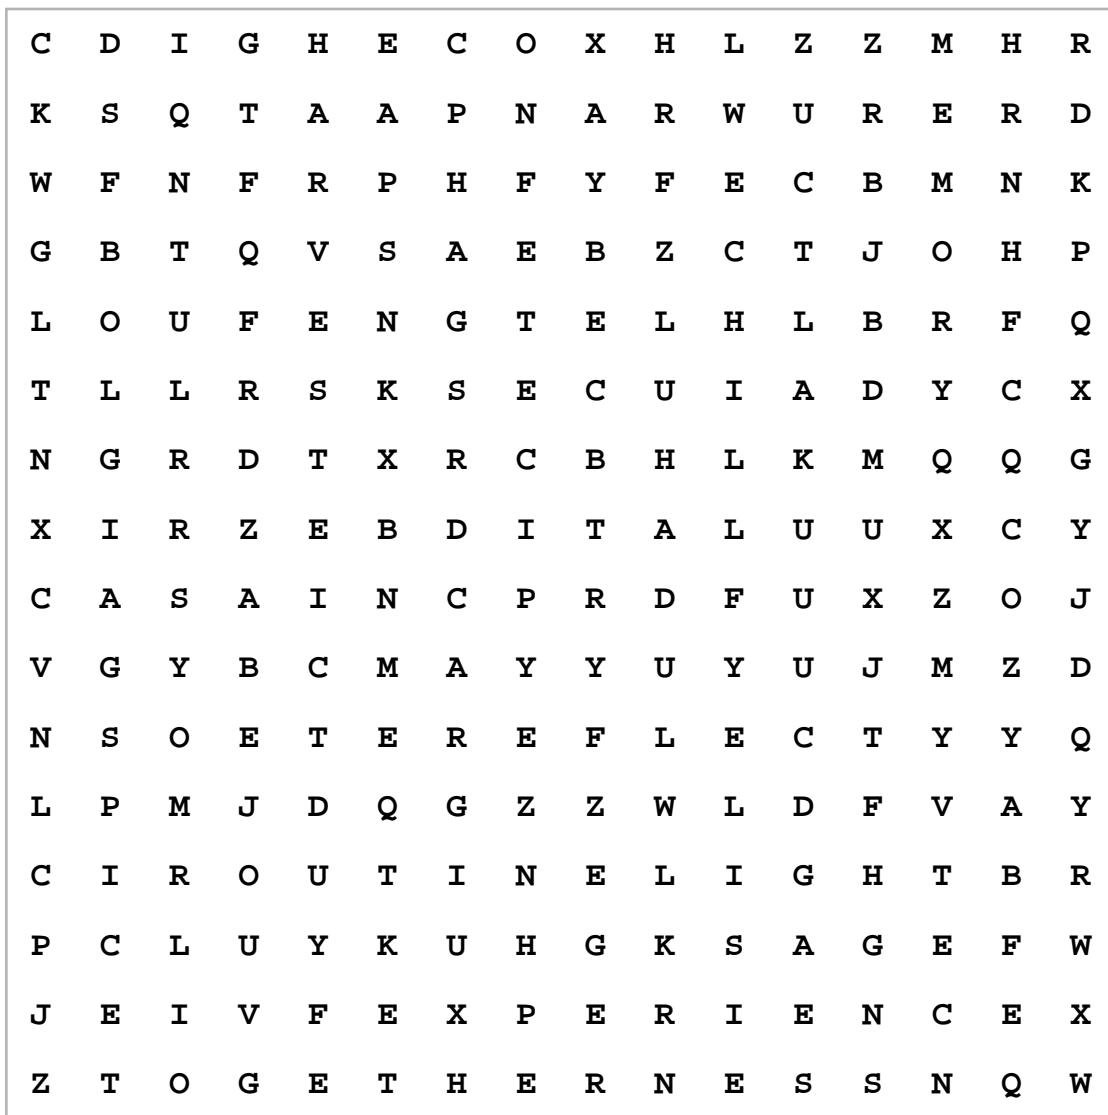 C D I G H E C O X H L Z Z M H R
K S Q T A A P N A R W U R E R D
W F N F R P H F Y F E C B M N K
G B T Q V S A E B Z C T J O H P
L O U F E N G T E L H L B R F Q
T L L R S K S E C U I A D Y C X
N G R D T X R C B H L K M Q Q G
X I R Z E B D I T A L U U X C Y
C A S A I N C P R D F U X Z O J
V G Y B C M A Y Y U Y U J M Z D
N S O E T E R E F L E C T Y Y Q
L P M J D Q G Z Z W L D F V A Y
C I R O U T I N E L I G H T B R
P C L U Y K U H G K S A G E F W
J E I V F E X P E R I E N C E X
Z T O G E T H E R N E S S N Q W